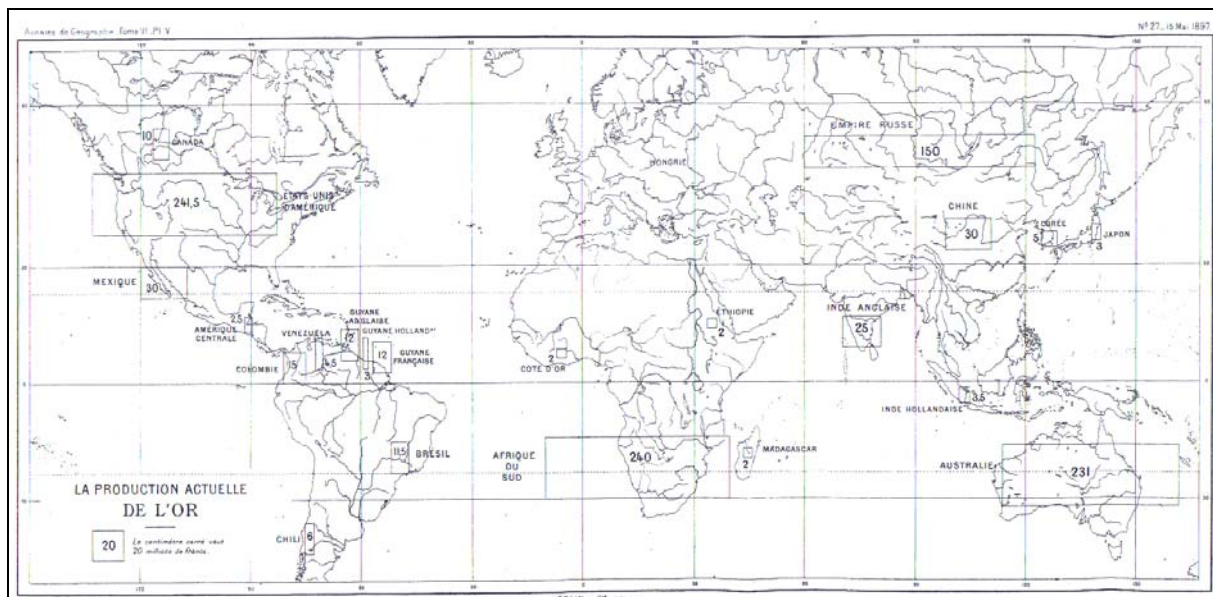 Annales de Géographie. Tome VI. Pl. V
N° 27_15 Mai 1897
EMPIRE RUSSE
150
10
CANADA
HONGRIE
241,5
ÉTATS UNIS
D'AMÉRIQUE
CHINE
30
CORÉE
5
JAPON
3
MEXIQUE
30
2,5
AMÉRIQUE
CENTRALE
VENEZUELA
GUYANE
ANGLAISE
12
GUYANE HOLLAND
3
12
GUYANE
FRANÇAISE
COLOMBIE
15
4,5
2
COTE D'OR
ÉTHIOPIE
2
INDE ANGLAISE
25
3,5
INDE HOLLANDAISE
11,5
BRÉSIL
AFRIQUE
DU
SUD
240
MADAGASCAR
2
AUSTRALIE
231
LA PRODUCTION ACTUELLE
DE L'OR
20
Le centimètre carré vaut
20 millions de francs.
CHILI
6